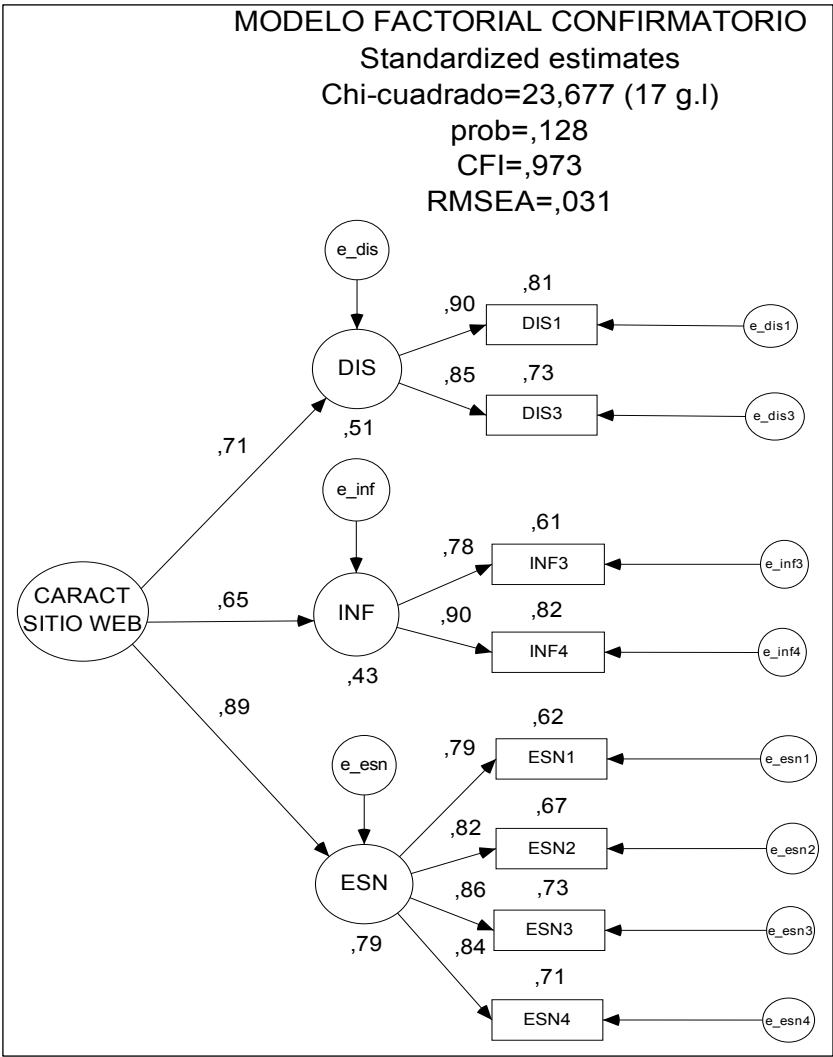 MODELO FACTORIAL CONFIRMATORIO
Standardized estimates
Chi-cuadrado=23,677 (17 g.l)
prob=,128
CFI=,973
RMSEA=,031
e_dis
,81
,90
DIS1
e_dis1
DIS
,85
,73
DIS3
e_dis3
,51
,71
e_inf
,61
,78
INF3
e_inf3
CARACT
SITIO WEB
,65
INF
,90
,82
INF4
e_inf4
,43
,89
,62
e_esn
,79
ESN1
e_esn1
,67
,82
ESN2
e_esn2
ESN
,86
,73
ESN3
e_esn3
,79
,84
,71
ESN4
e_esn4